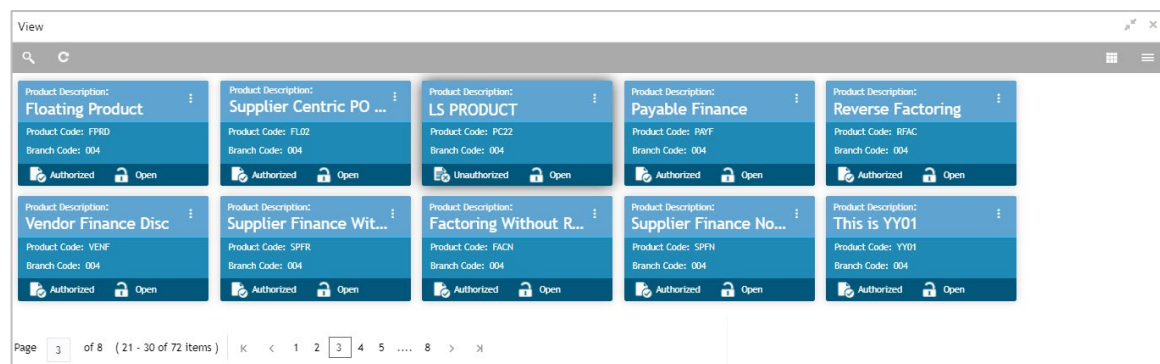 View
Product Description:
Floating Product
Product Code: FPRD
Branch Code: 004
Authorized Open
Product Description:
Supplier Centric PO ...
Product Code: FL02
Branch Code: 004
Authorized Open
Product Description:
LS PRODUCT
Product Code: PC22
Branch Code: 004
Unauthorized Open
Product Description:
Payable Finance
Product Code: PAYF
Branch Code: 004
Authorized Open
Product Description:
Reverse Factoring
Product Code: RFAC
Branch Code: 004
Authorized Open
Product Description:
Vendor Finance Disc
Product Code: VENF
Branch Code: 004
Authorized Open
Product Description:
Supplier Finance Wit...
Product Code: SPFR
Branch Code: 004
Authorized Open
Product Description:
Factoring Without R...
Product Code: FACN
Branch Code: 004
Authorized Open
Product Description:
Supplier Finance No...
Product Code: SPFN
Branch Code: 004
Authorized Open
Product Description:
This is YY01
Product Code: YY01
Branch Code: 004
Authorized Open
Page 3 of 8 ( 21 - 30 of 72 items ) 1 2 3 4 5 .... 8